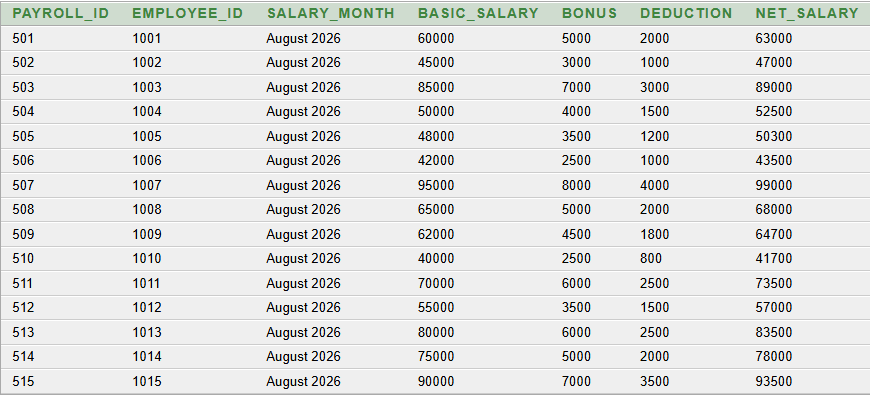 PAYROLL_ID EMPLOYEE_ID SALARY_MONTH BASIC_SALARY BONUS DEDUCTION NET_SALARY
501 1001 August 2026 60000 5000 2000 63000
502 1002 August 2026 45000 3000 1000 47000
503 1003 August 2026 85000 7000 3000 89000
504 1004 August 2026 50000 4000 1500 52500
505 1005 August 2026 48000 3500 1200 50300
506 1006 August 2026 42000 2500 1000 43500
507 1007 August 2026 95000 8000 4000 99000
508 1008 August 2026 65000 5000 2000 68000
509 1009 August 2026 62000 4500 1800 64700
510 1010 August 2026 40000 2500 800 41700
511 1011 August 2026 70000 6000 2500 73500
512 1012 August 2026 55000 3500 1500 57000
513 1013 August 2026 80000 6000 2500 83500
514 1014 August 2026 75000 5000 2000 78000
515 1015 August 2026 90000 7000 3500 93500